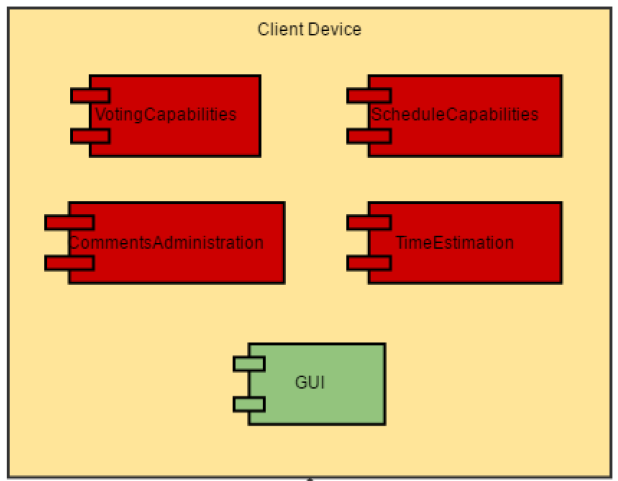 Client Device
VotingCapabilities
ScheduleCapabilities
CommentsAdministration
TimeEstimation
GUI